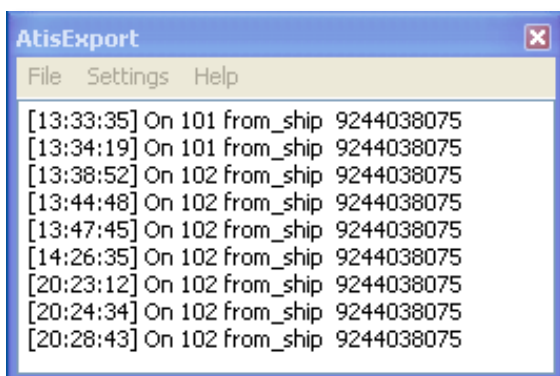 AtisExport
File Settings Help
[13:33:35] On 101 from_ship 9244038075
[13:34:19] On 101 from_ship 9244038075
[13:38:52] On 102 from_ship 9244038075
[13:44:48] On 102 from_ship 9244038075
[13:47:45] On 102 from_ship 9244038075
[14:26:35] On 102 from_ship 9244038075
[20:23:12] On 102 from_ship 9244038075
[20:24:34] On 102 from_ship 9244038075
[20:28:43] On 102 from_ship 9244038075